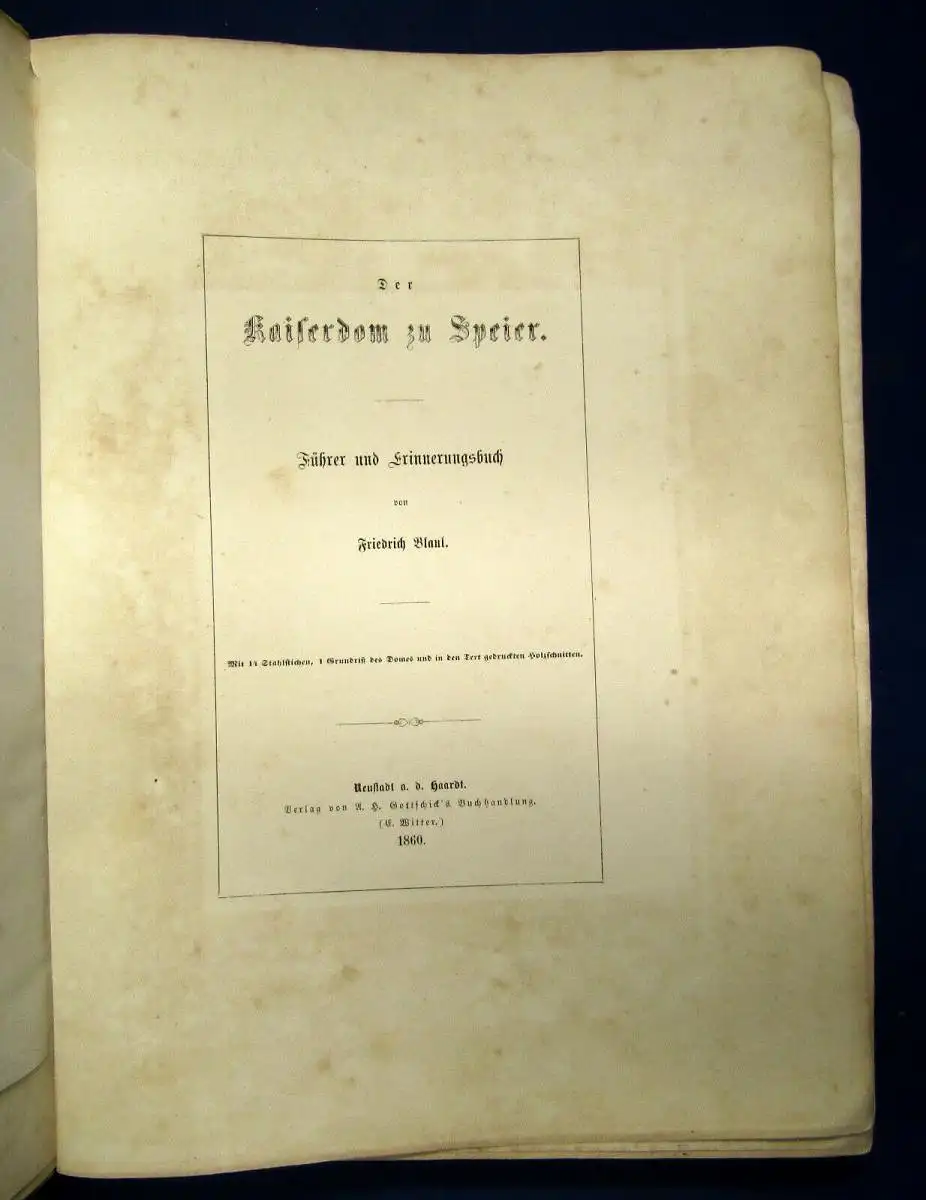 Der
Kaiserdom zu Speier.
Führer und Erinnerungsbuch
von
Friedrich Blaul.
Mit 14 Stahlstichen, 1 Grundriß des Domes und in den Text gedruckten Holzschnitten.
Neustadt a. d. Haardt.
Verlag von A. H. Gottschick's Buchhandlung.
(E. Witter.)
1860.